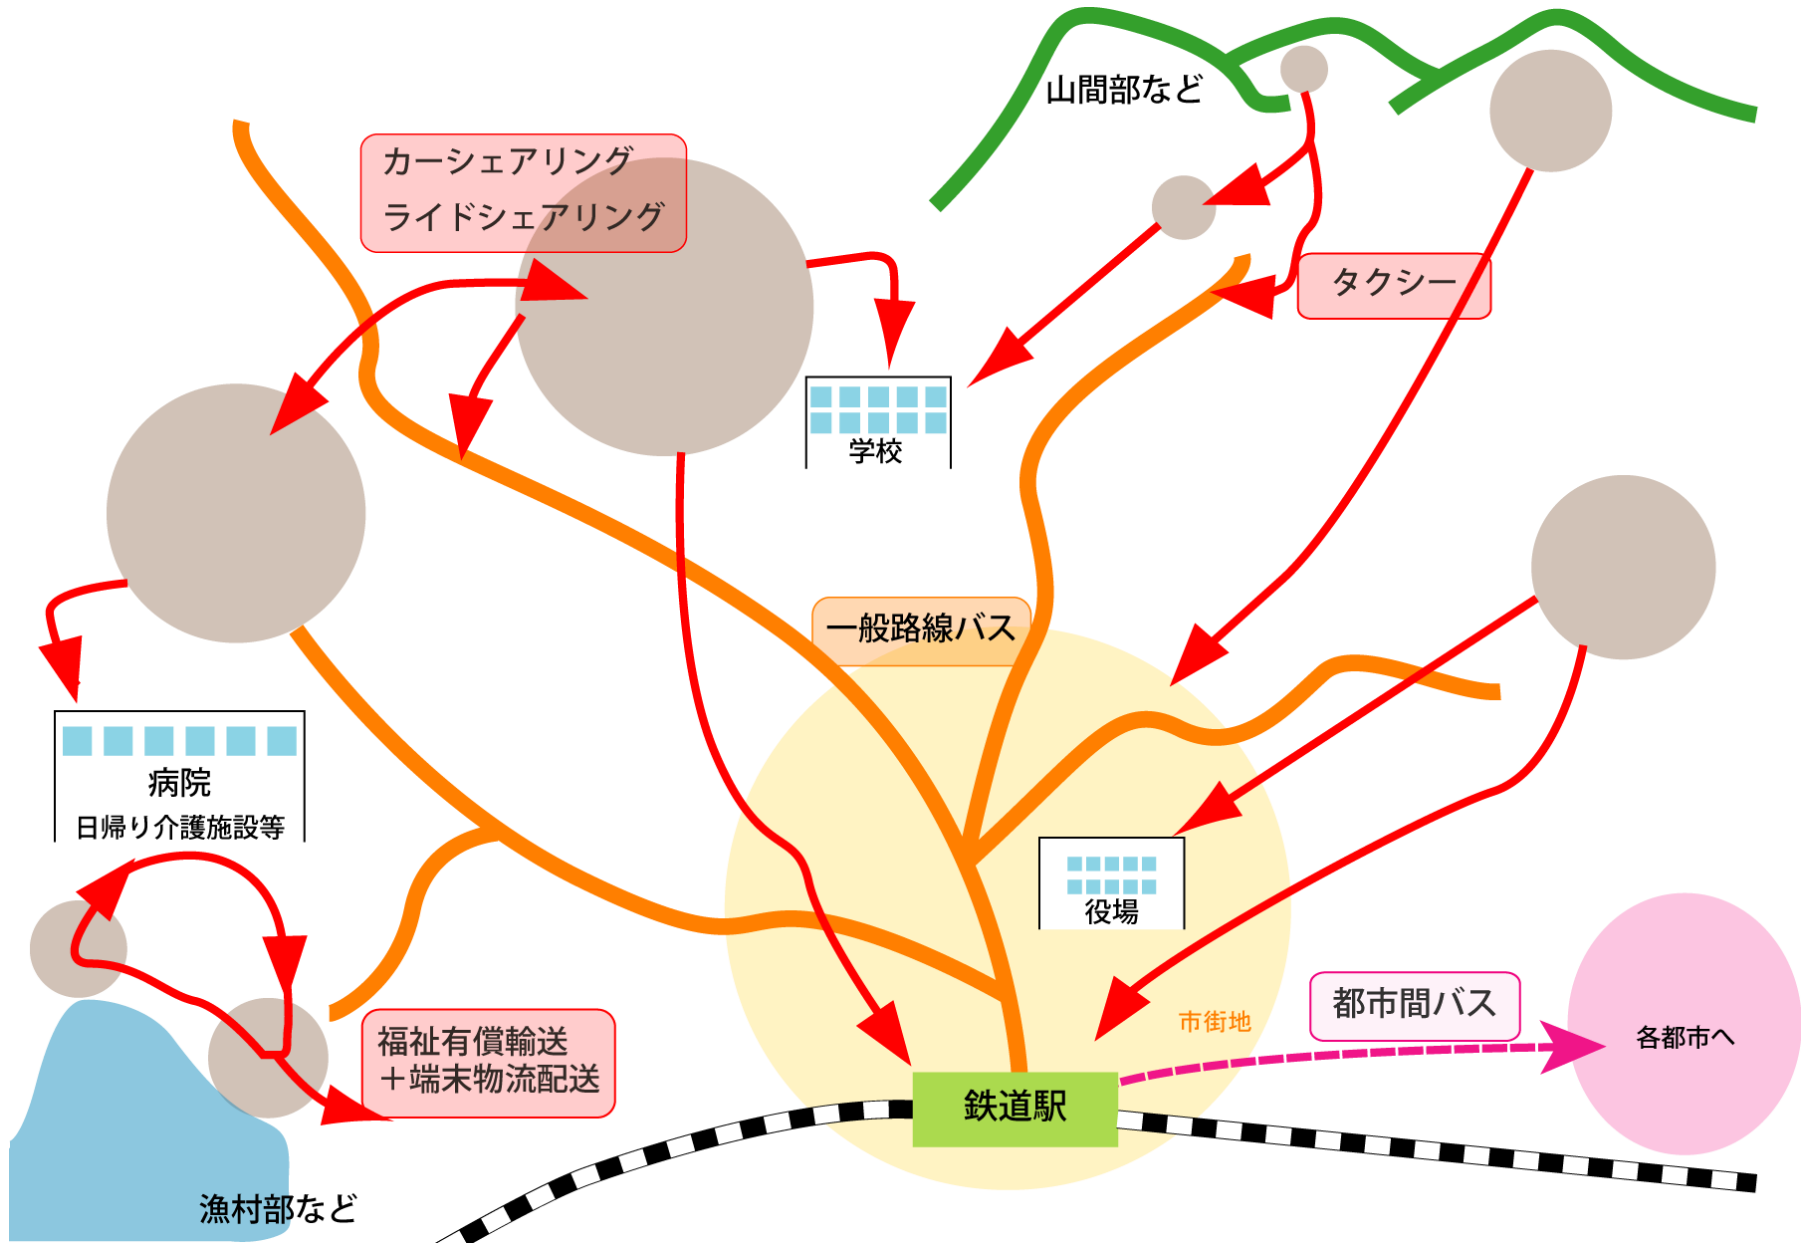 山間部など
カーシェアリング
ライドシェアリング
タクシー
学校
一般路線バス
病院
日帰り介護施設等
役場
市街地
都市間バス
各都市へ
福祉有償輸送
＋端末物流配送
鉄道駅
漁村部など